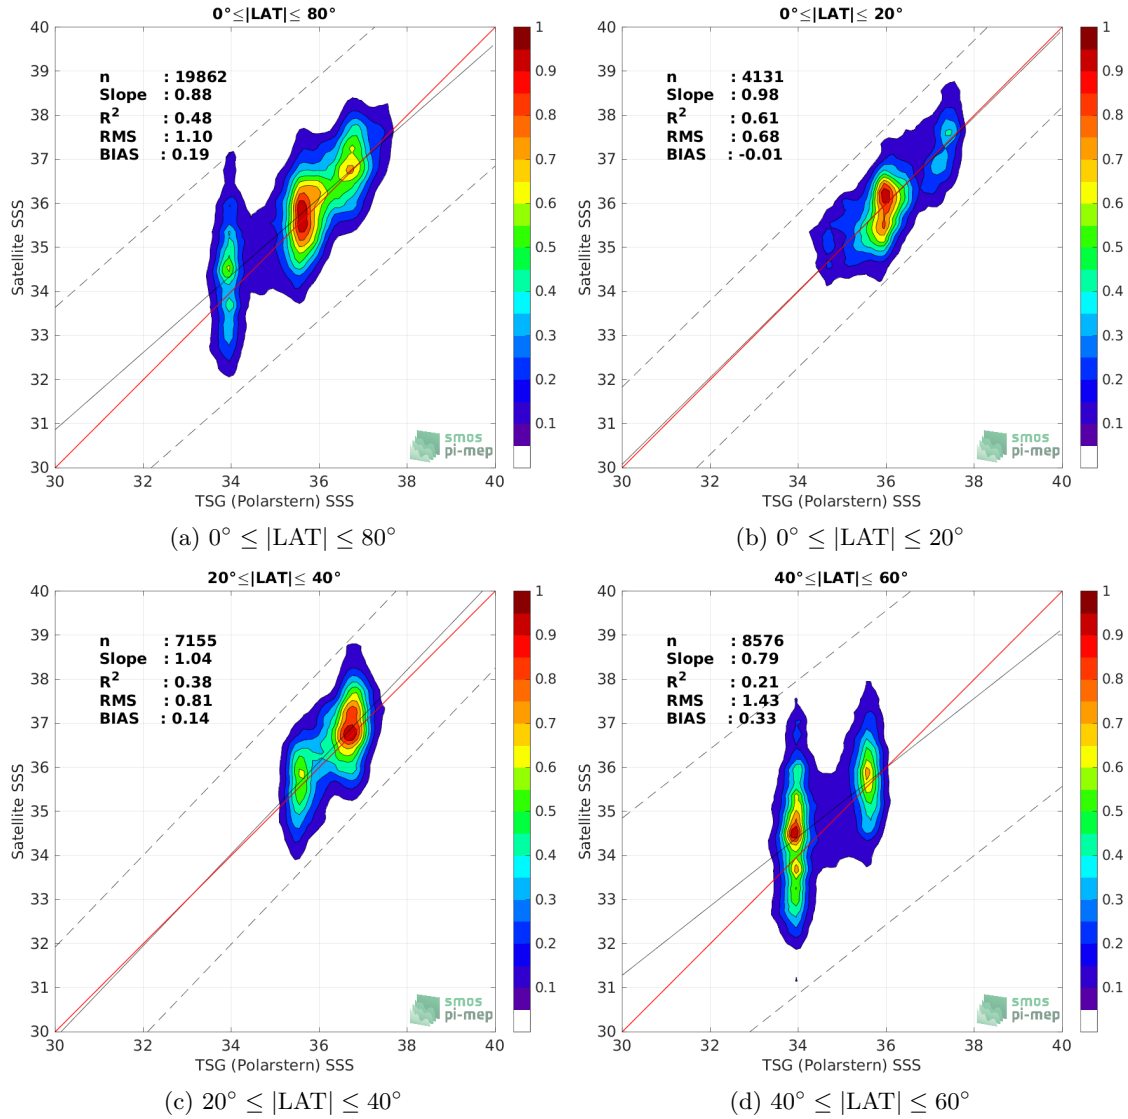 0°≤|LAT|≤ 80°
40
39
38
37
36
35
34
33
32
31
30
Satellite SSS
n : 19862
Slope : 0.88
R² : 0.48
RMS : 1.10
BIAS : 0.19
smos
pi-mep
30 32 34 36 38 40
TSG (Polarstern) SSS
1
0.9
0.8
0.7
0.6
0.5
0.4
0.3
0.2
0.1
(a) 0° ≤ |LAT| ≤ 80°
0°≤|LAT|≤ 20°
40
39
38
37
36
35
34
33
32
31
30
Satellite SSS
n : 4131
Slope : 0.98
R² : 0.61
RMS : 0.68
BIAS : -0.01
smos
pi-mep
30 32 34 36 38 40
TSG (Polarstern) SSS
1
0.9
0.8
0.7
0.6
0.5
0.4
0.3
0.2
0.1
(b) 0° ≤ |LAT| ≤ 20°
20°≤|LAT|≤ 40°
40
39
38
37
36
35
34
33
32
31
30
Satellite SSS
n : 7155
Slope : 1.04
R² : 0.38
RMS : 0.81
BIAS : 0.14
smos
pi-mep
30 32 34 36 38 40
TSG (Polarstern) SSS
1
0.9
0.8
0.7
0.6
0.5
0.4
0.3
0.2
0.1
(c) 20° ≤ |LAT| ≤ 40°
40°≤|LAT|≤ 60°
40
39
38
37
36
35
34
33
32
31
30
Satellite SSS
n : 8576
Slope : 0.79
R² : 0.21
RMS : 1.43
BIAS : 0.33
smos
pi-mep
30 32 34 36 38 40
TSG (Polarstern) SSS
1
0.9
0.8
0.7
0.6
0.5
0.4
0.3
0.2
0.1
(d) 40° ≤ |LAT| ≤ 60°